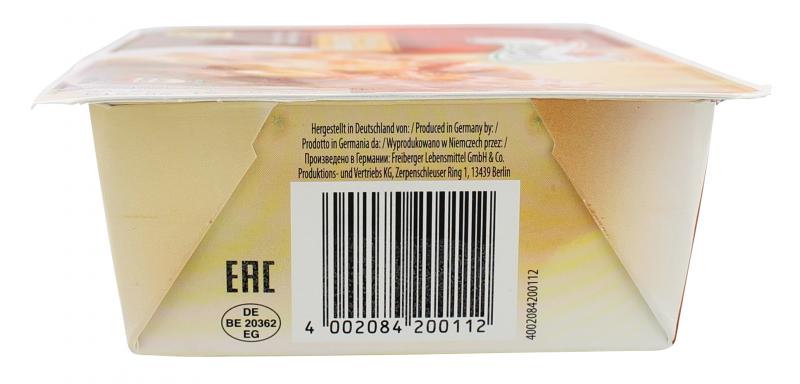 Hergestellt in Deutschland von: / Produced in Germany by: /
Prodotto in Germania da: / Wyprodukowano w Niemczech przez: /
Произведено в Германии: Freiberger Lebensmittel GmbH & Co.
Produktions- und Vertriebs KG, Zerpenschleuser Ring 1, 13439 Berlin
EAC
DE
BE 20362
EG
4 002084 200112
4002084200112